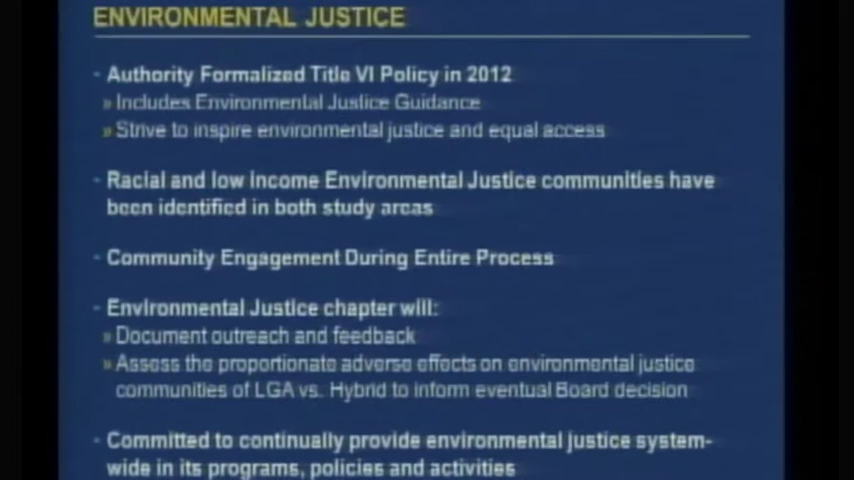 ENVIRONMENTAL JUSTICE
- Authority Formalized Title VI Policy in 2012
» Includes Environmental Justice Guidance
» Strive to inspire environmental justice and equal access
- Racial and low income Environmental Justice communities have
been identified in both study areas
- Community Engagement During Entire Process
- Environmental Justice chapter will:
» Document outreach and feedback
» Assess the proportionate adverse effects on environmental justice
communities of LGA vs. Hybrid to inform eventual Board decision
- Committed to continually provide environmental justice system-
wide in its programs, policies and activities